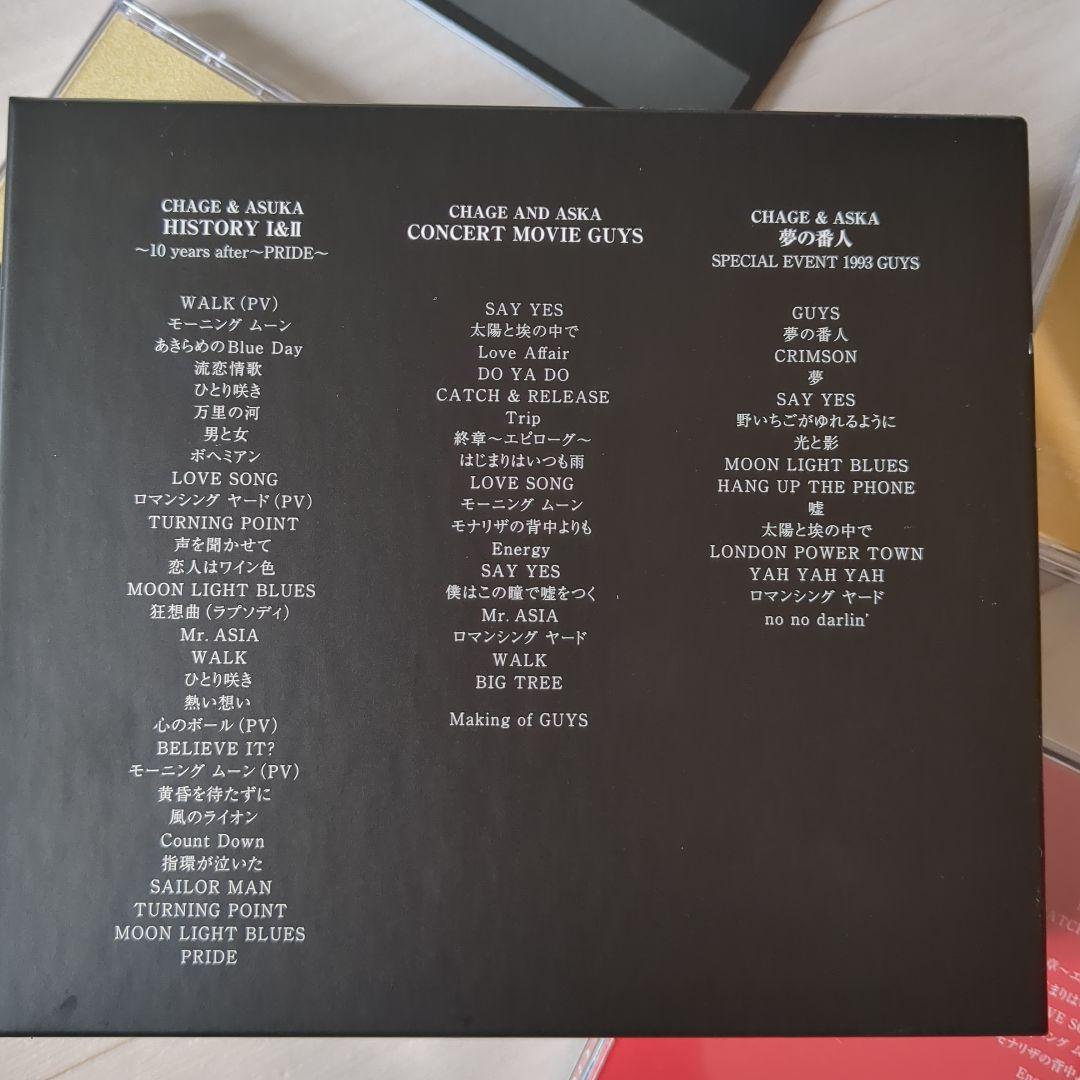 CHAGE & ASUKA
HISTORY I&II
〜10 years after〜PRIDE〜
WALK(PV)
モーニング ムーン
あきらめのBlue Day
流恋情歌
ひとり咲き
万里の河
男と女
ボヘミアン
LOVE SONG
ロマンシング ヤード(PV)
TURNING POINT
声を聞かせて
恋人はワイン色
MOON LIGHT BLUES
狂想曲(ラプソディ)
Mr. ASIA
WALK
ひとり咲き
熱い想い
心のボール(PV)
BELIEVE IT?
モーニング ムーン(PV)
黄昏を待たずに
風のライオン
Count Down
指環が泣いた
SAILOR MAN
TURNING POINT
MOON LIGHT BLUES
PRIDE
CHAGE AND ASKA
CONCERT MOVIE GUYS
SAY YES
太陽と埃の中で
Love Affair
DO YA DO
CATCH & RELEASE
Trip
終章〜エピローグ〜
はじまりはいつも雨
LOVE SONG
モーニング ムーン
モナリザの背中よりも
Energy
SAY YES
僕はこの瞳で嘘をつく
Mr. ASIA
ロマンシング ヤード
WALK
BIG TREE
Making of GUYS
CHAGE & ASKA
夢の番人
SPECIAL EVENT 1993 GUYS
GUYS
夢の番人
CRIMSON
夢
SAY YES
野いちごがゆれるように
光と影
MOON LIGHT BLUES
HANG UP THE PHONE
嘘
太陽と埃の中で
LONDON POWER TOWN
YAH YAH YAH
ロマンシング ヤード
no no darlin'
モナリザの背中